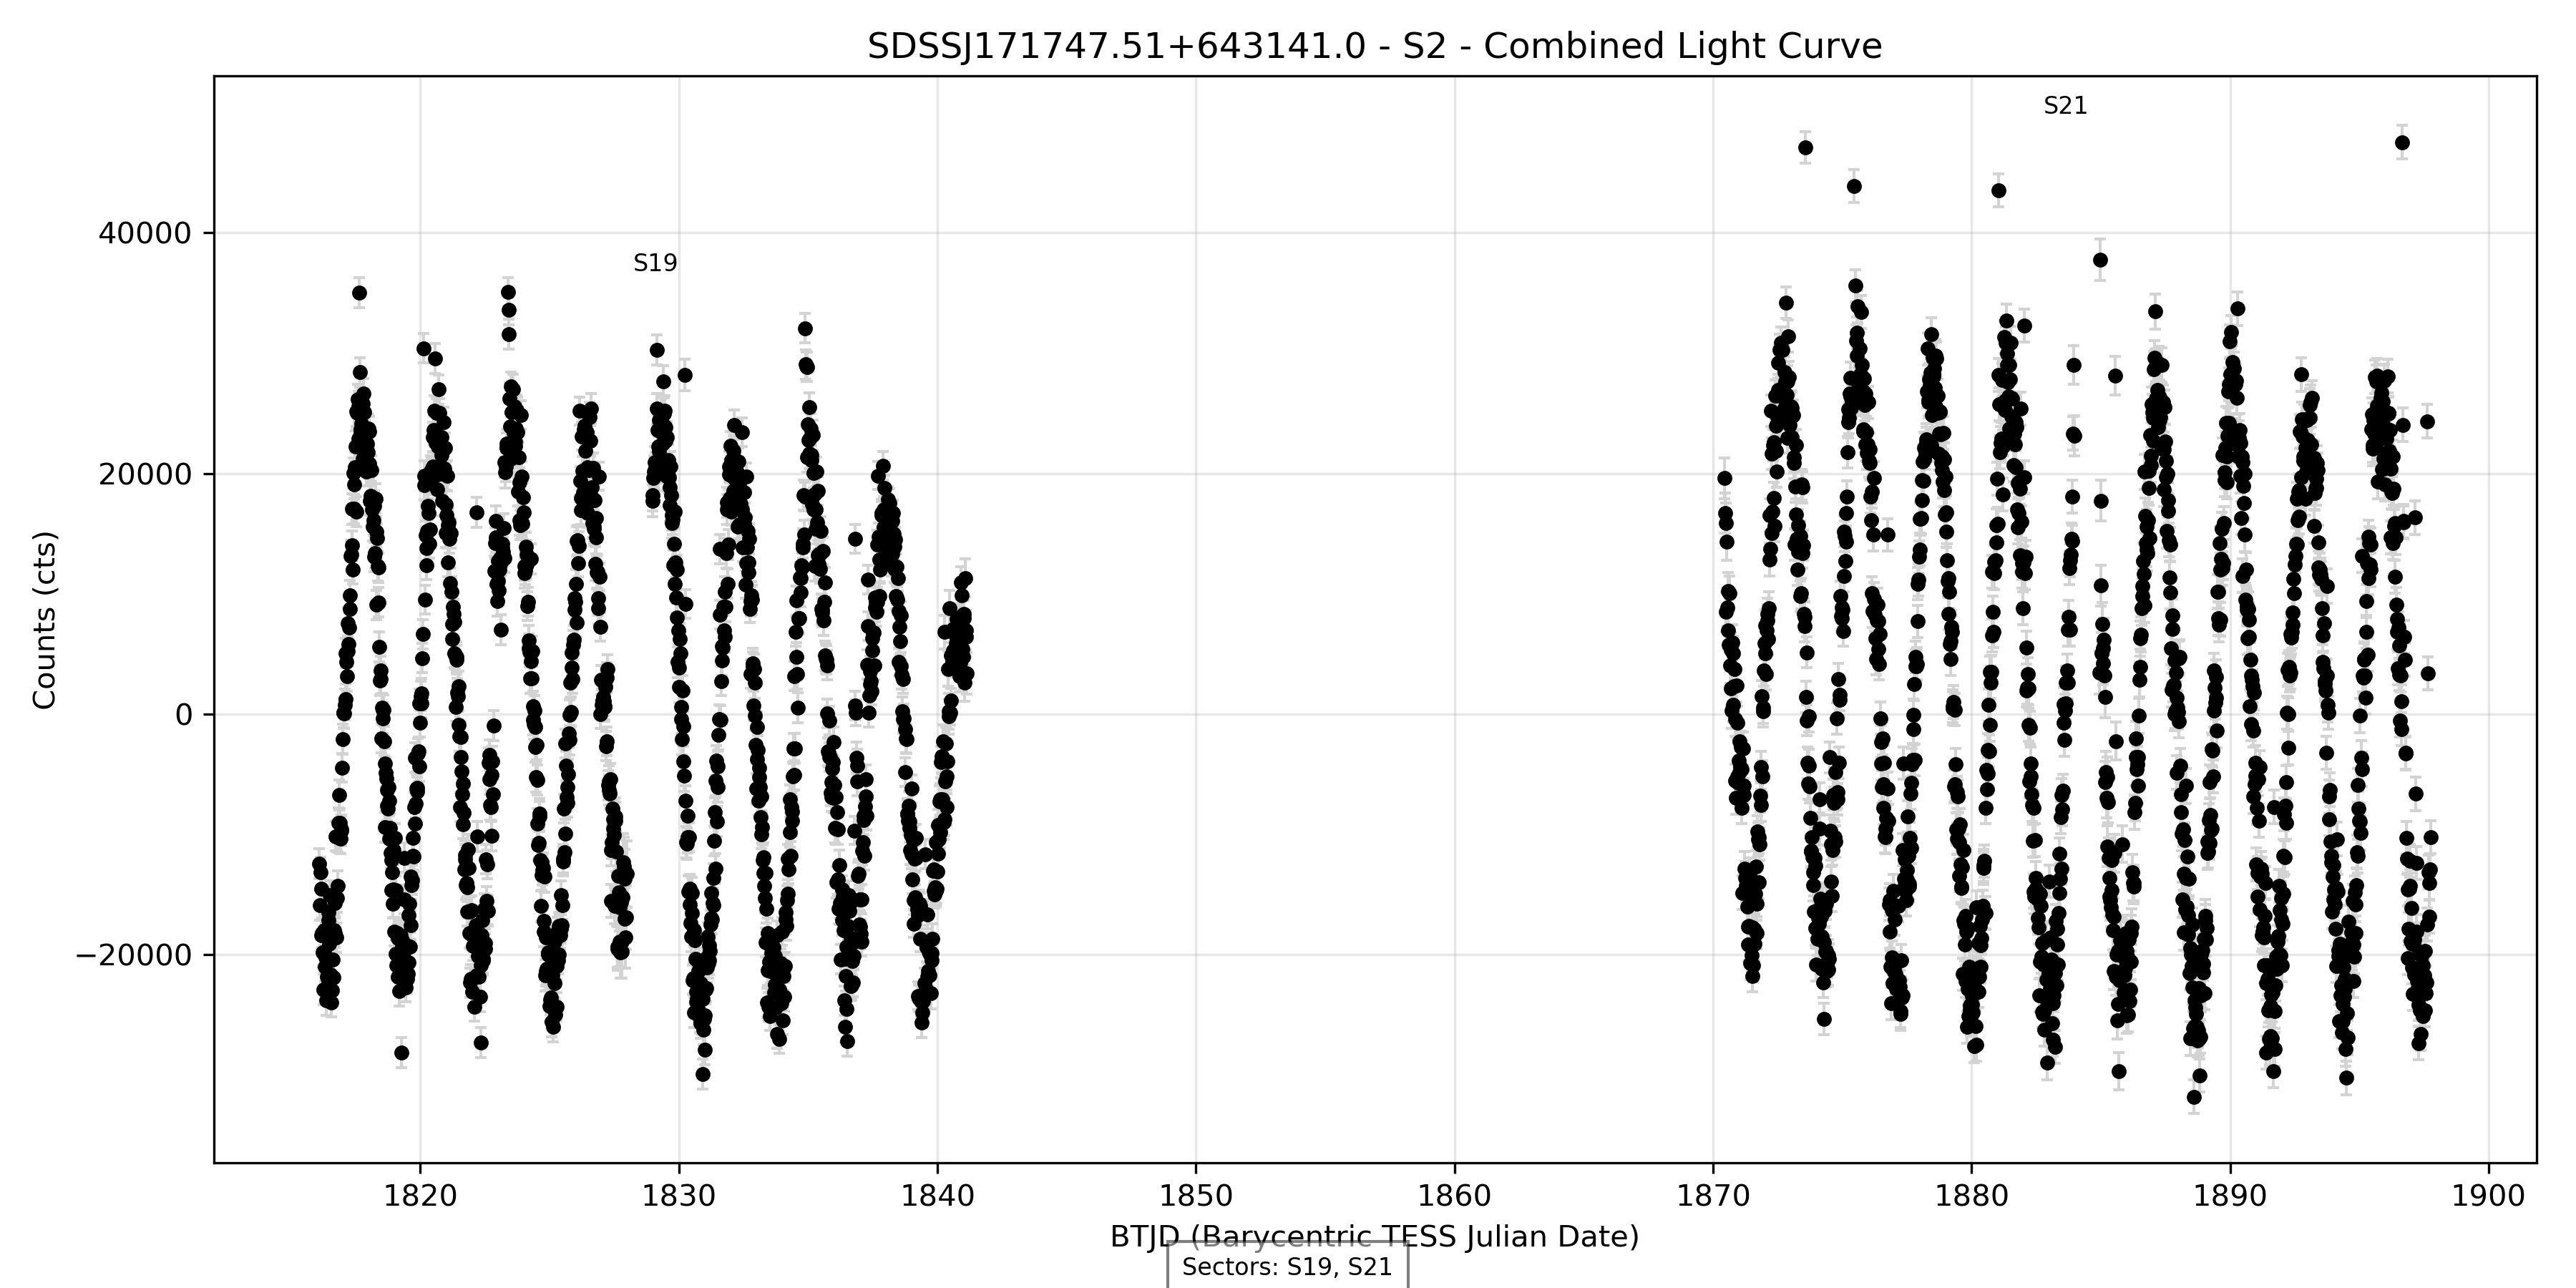 SDSSJ171747.51+643141.0 - S2 - Combined Light Curve
S21
S19
40000
20000
0
−20000
Counts (cts)
1820 1830 1840 1850 1860 1870 1880 1890 1900
BTJD (Barycentric TESS Julian Date)
Sectors: S19, S21